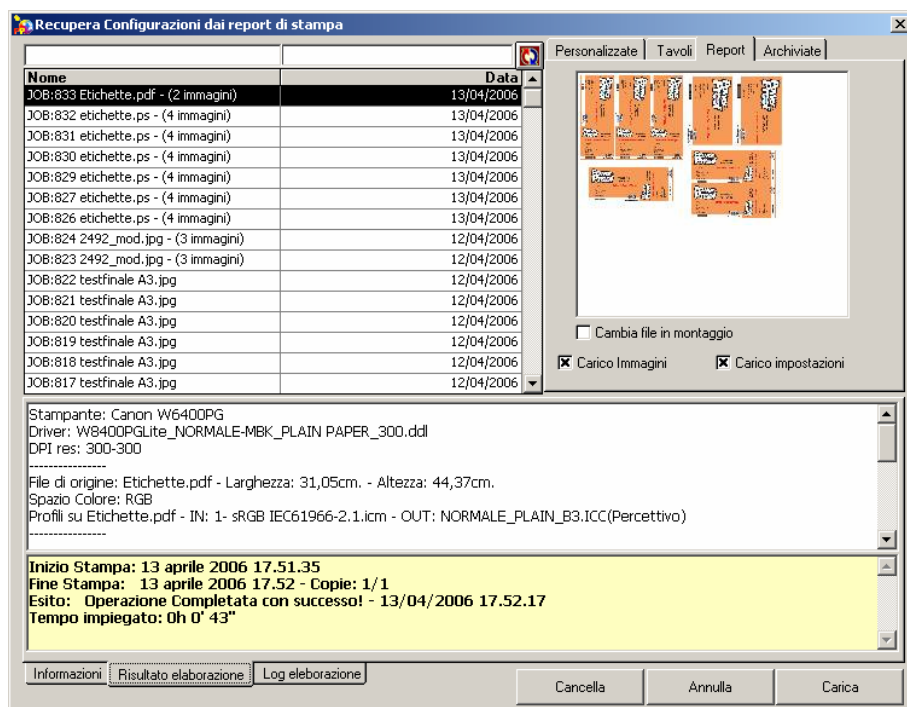 Recupera Configurazioni dai report di stampa
Personalizzate Tavoli Report Archiviate
Nome Data
JOB:833 Etichette.pdf - (2 immagini) 13/04/2006
JOB:832 etichette.ps - (4 immagini) 13/04/2006
JOB:831 etichette.ps - (4 immagini) 13/04/2006
JOB:830 etichette.ps - (4 immagini) 13/04/2006
JOB:829 etichette.ps - (4 immagini) 13/04/2006
JOB:827 etichette.ps - (4 immagini) 13/04/2006
JOB:826 etichette.ps - (4 immagini) 13/04/2006
JOB:824 2492_mod.jpg - (3 immagini) 12/04/2006
JOB:823 2492_mod.jpg - (3 immagini) 12/04/2006
JOB:822 testfinale A3.jpg 12/04/2006
JOB:821 testfinale A3.jpg 12/04/2006
JOB:820 testfinale A3.jpg 12/04/2006
JOB:819 testfinale A3.jpg 12/04/2006
JOB:818 testfinale A3.jpg 12/04/2006
JOB:817 testfinale A3.jpg 12/04/2006
Cambia file in montaggio
Carico Immagini Carico impostazioni
Stampante: Canon W6400PG
Driver: W8400PGLite_NORMALE-MBK_PLAIN PAPER_300.ddl
DPI res: 300-300
----------------
File di origine: Etichette.pdf - Larghezza: 31,05cm. - Altezza: 44,37cm.
Spazio Colore: RGB
Profili su Etichette.pdf - IN: 1- sRGB IEC61966-2.1.icm - OUT: NORMALE_PLAIN_B3.ICC(Percettivo)
----------------
Inizio Stampa: 13 aprile 2006 17.51.35
Fine Stampa: 13 aprile 2006 17.52 - Copie: 1/1
Esito: Operazione Completata con successo! - 13/04/2006 17.52.17
Tempo impiegato: 0h 0' 43"
Informazioni Risultato elaborazione Log eleborazione
Cancella Annulla Carica